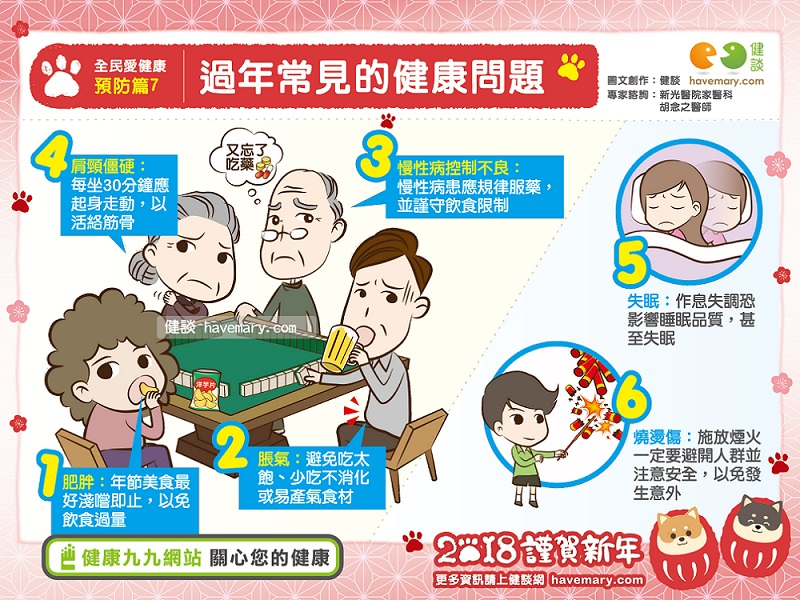 全民愛健康
預防篇7
過年常見的健康問題
健談
havemary.com
圖文創作：健談
專家諮詢：新光醫院家醫科
胡念之醫師
4
肩頸僵硬：
每坐30分鐘應
起身走動，以
活絡筋骨
又忘了
吃藥
3
慢性病控制不良：
慢性病患應規律服藥，
並謹守飲食限制
健談 havemary.com
洋芋片
1
肥胖：年節美食最
好淺嚐即止，以免
飲食過量
2
脹氣：避免吃太
飽、少吃不消化
或易產氣食材
5
失眠：作息失調恐
影響睡眠品質，甚
至失眠
6
燒燙傷：施放煙火
一定要避開人群並
注意安全，以免發
生意外
健康九九網站 關心您的健康
2018謹賀新年
更多資訊請上健談網 havemary.com